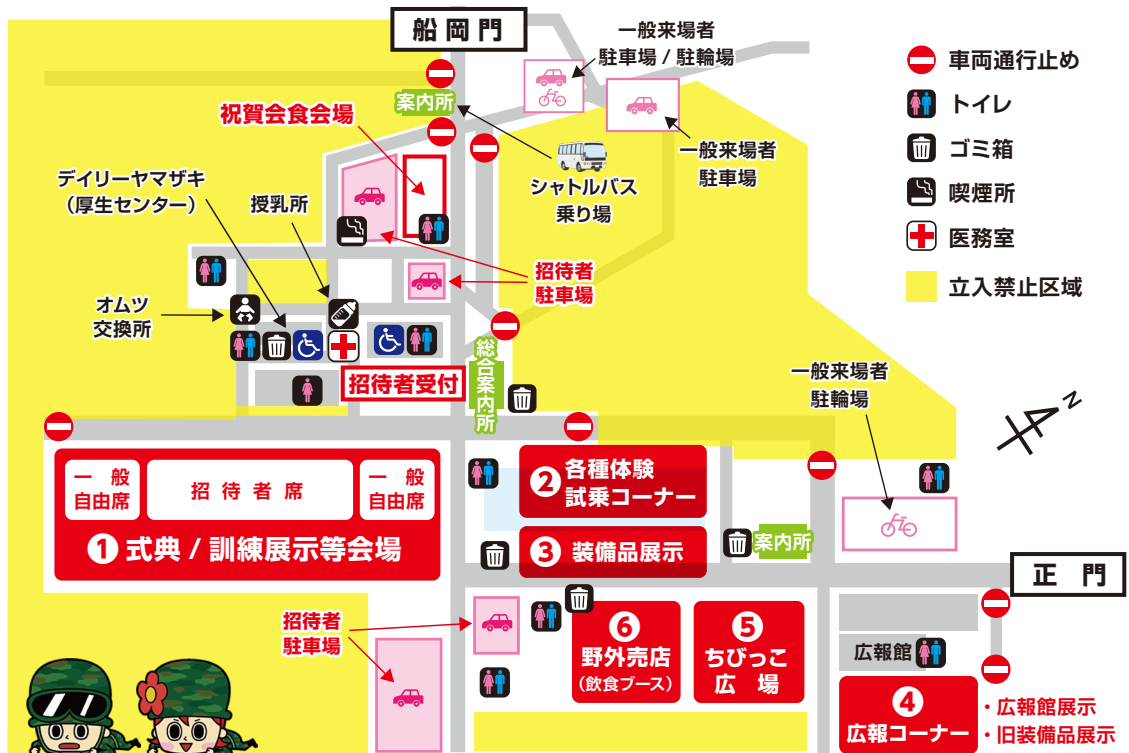 船岡門
一般来場者
駐車場 / 駐輪場
車両通行止め
トイレ
ゴミ箱
喫煙所
医務室
立入禁止区域
案内所
祝賀会食会場
一般来場者
駐車場
シャトルバス
乗り場
デイリーヤマザキ
（厚生センター）
授乳所
招待者
駐車場
オムツ
交換所
招待者受付
総合案内所
一般来場者
駐輪場
N
一 般
自由席
招 待 者 席
一 般
自由席
❶ 式典 / 訓練展示等会場
❷ 各種体験
試乗コーナー
❸ 装備品展示
案内所
正 門
招待者
駐車場
❻
野外売店
（飲食ブース）
❺
ちびっこ
広 場
広報館
❹
広報コーナー
・広報館展示
・旧装備品展示